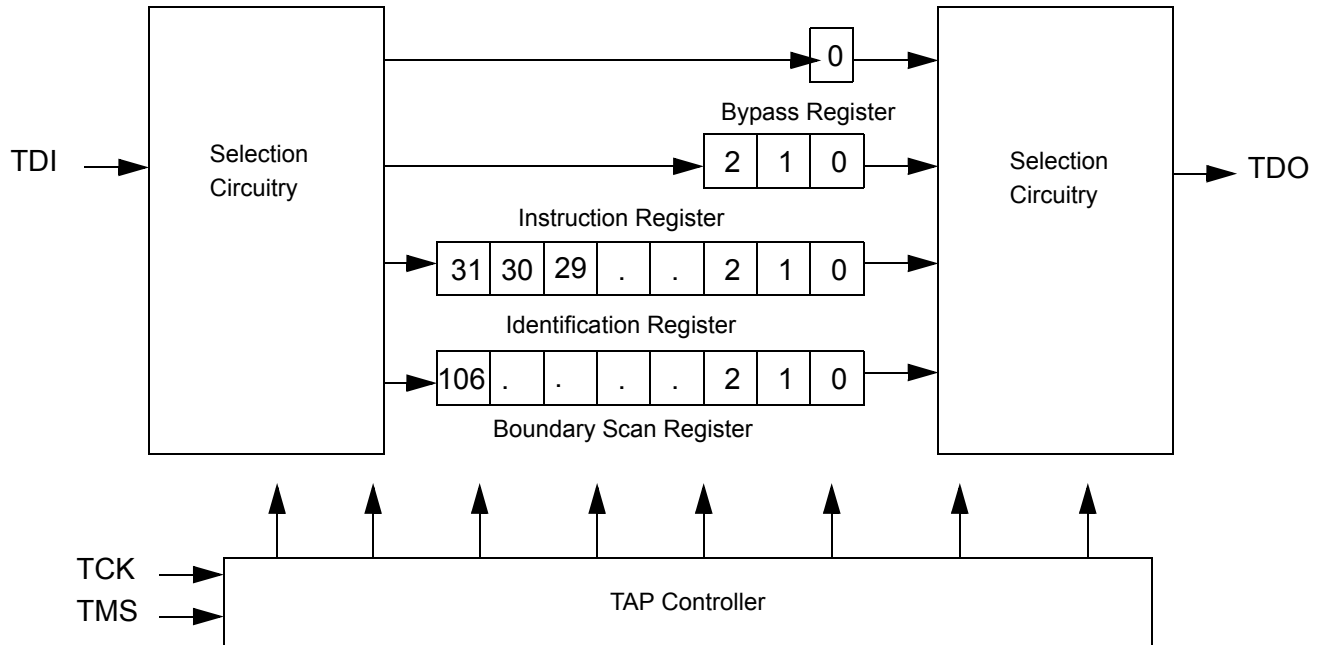 0
Bypass Register
TDI
Selection
Circuitry
2 1 0
Selection
Circuitry
TDO
Instruction Register
31 30 29 . . 2 1 0
Identification Register
106 . . . . 2 1 0
Boundary Scan Register
TCK
TMS
TAP Controller